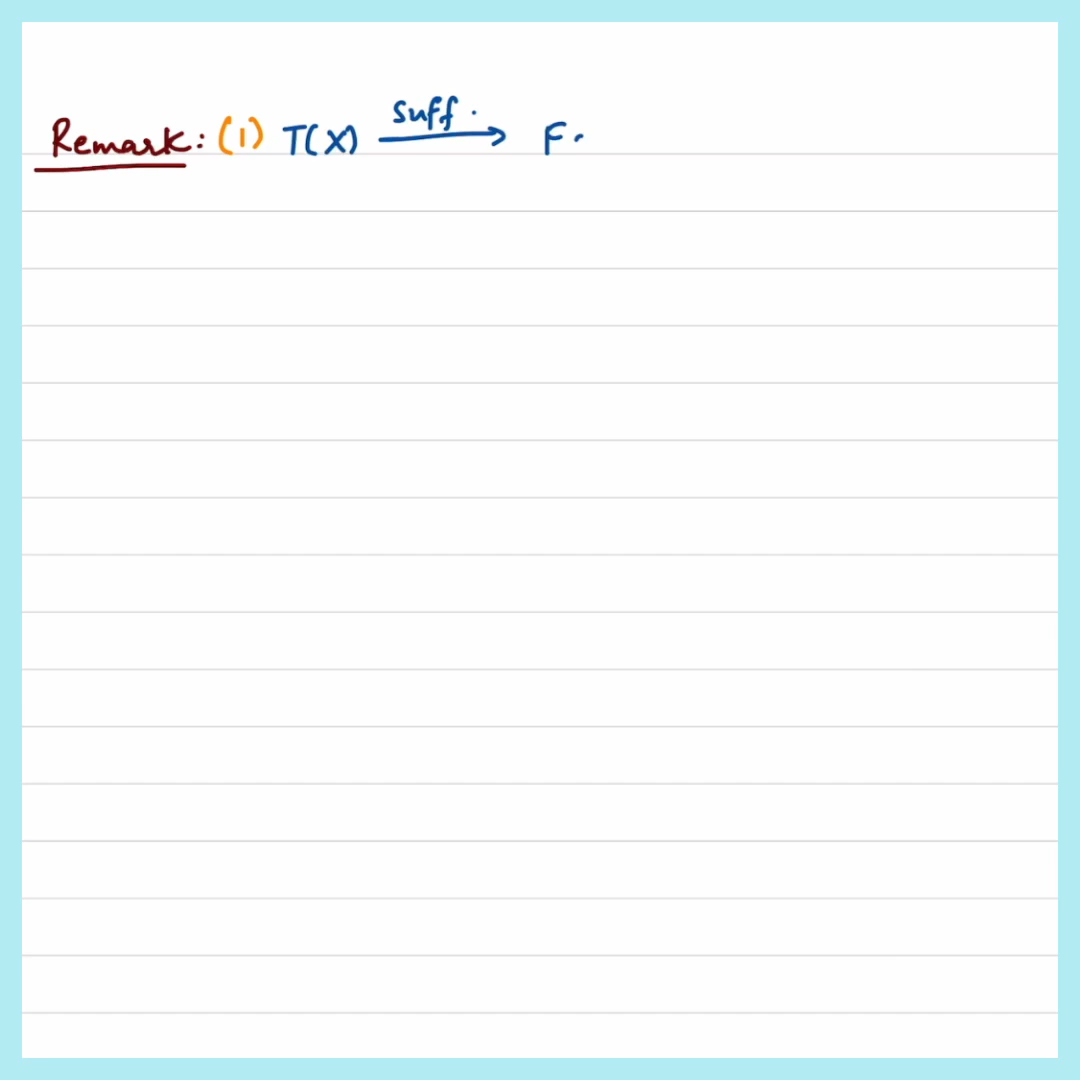 Suff.
Remark: (1) T(X) → F.